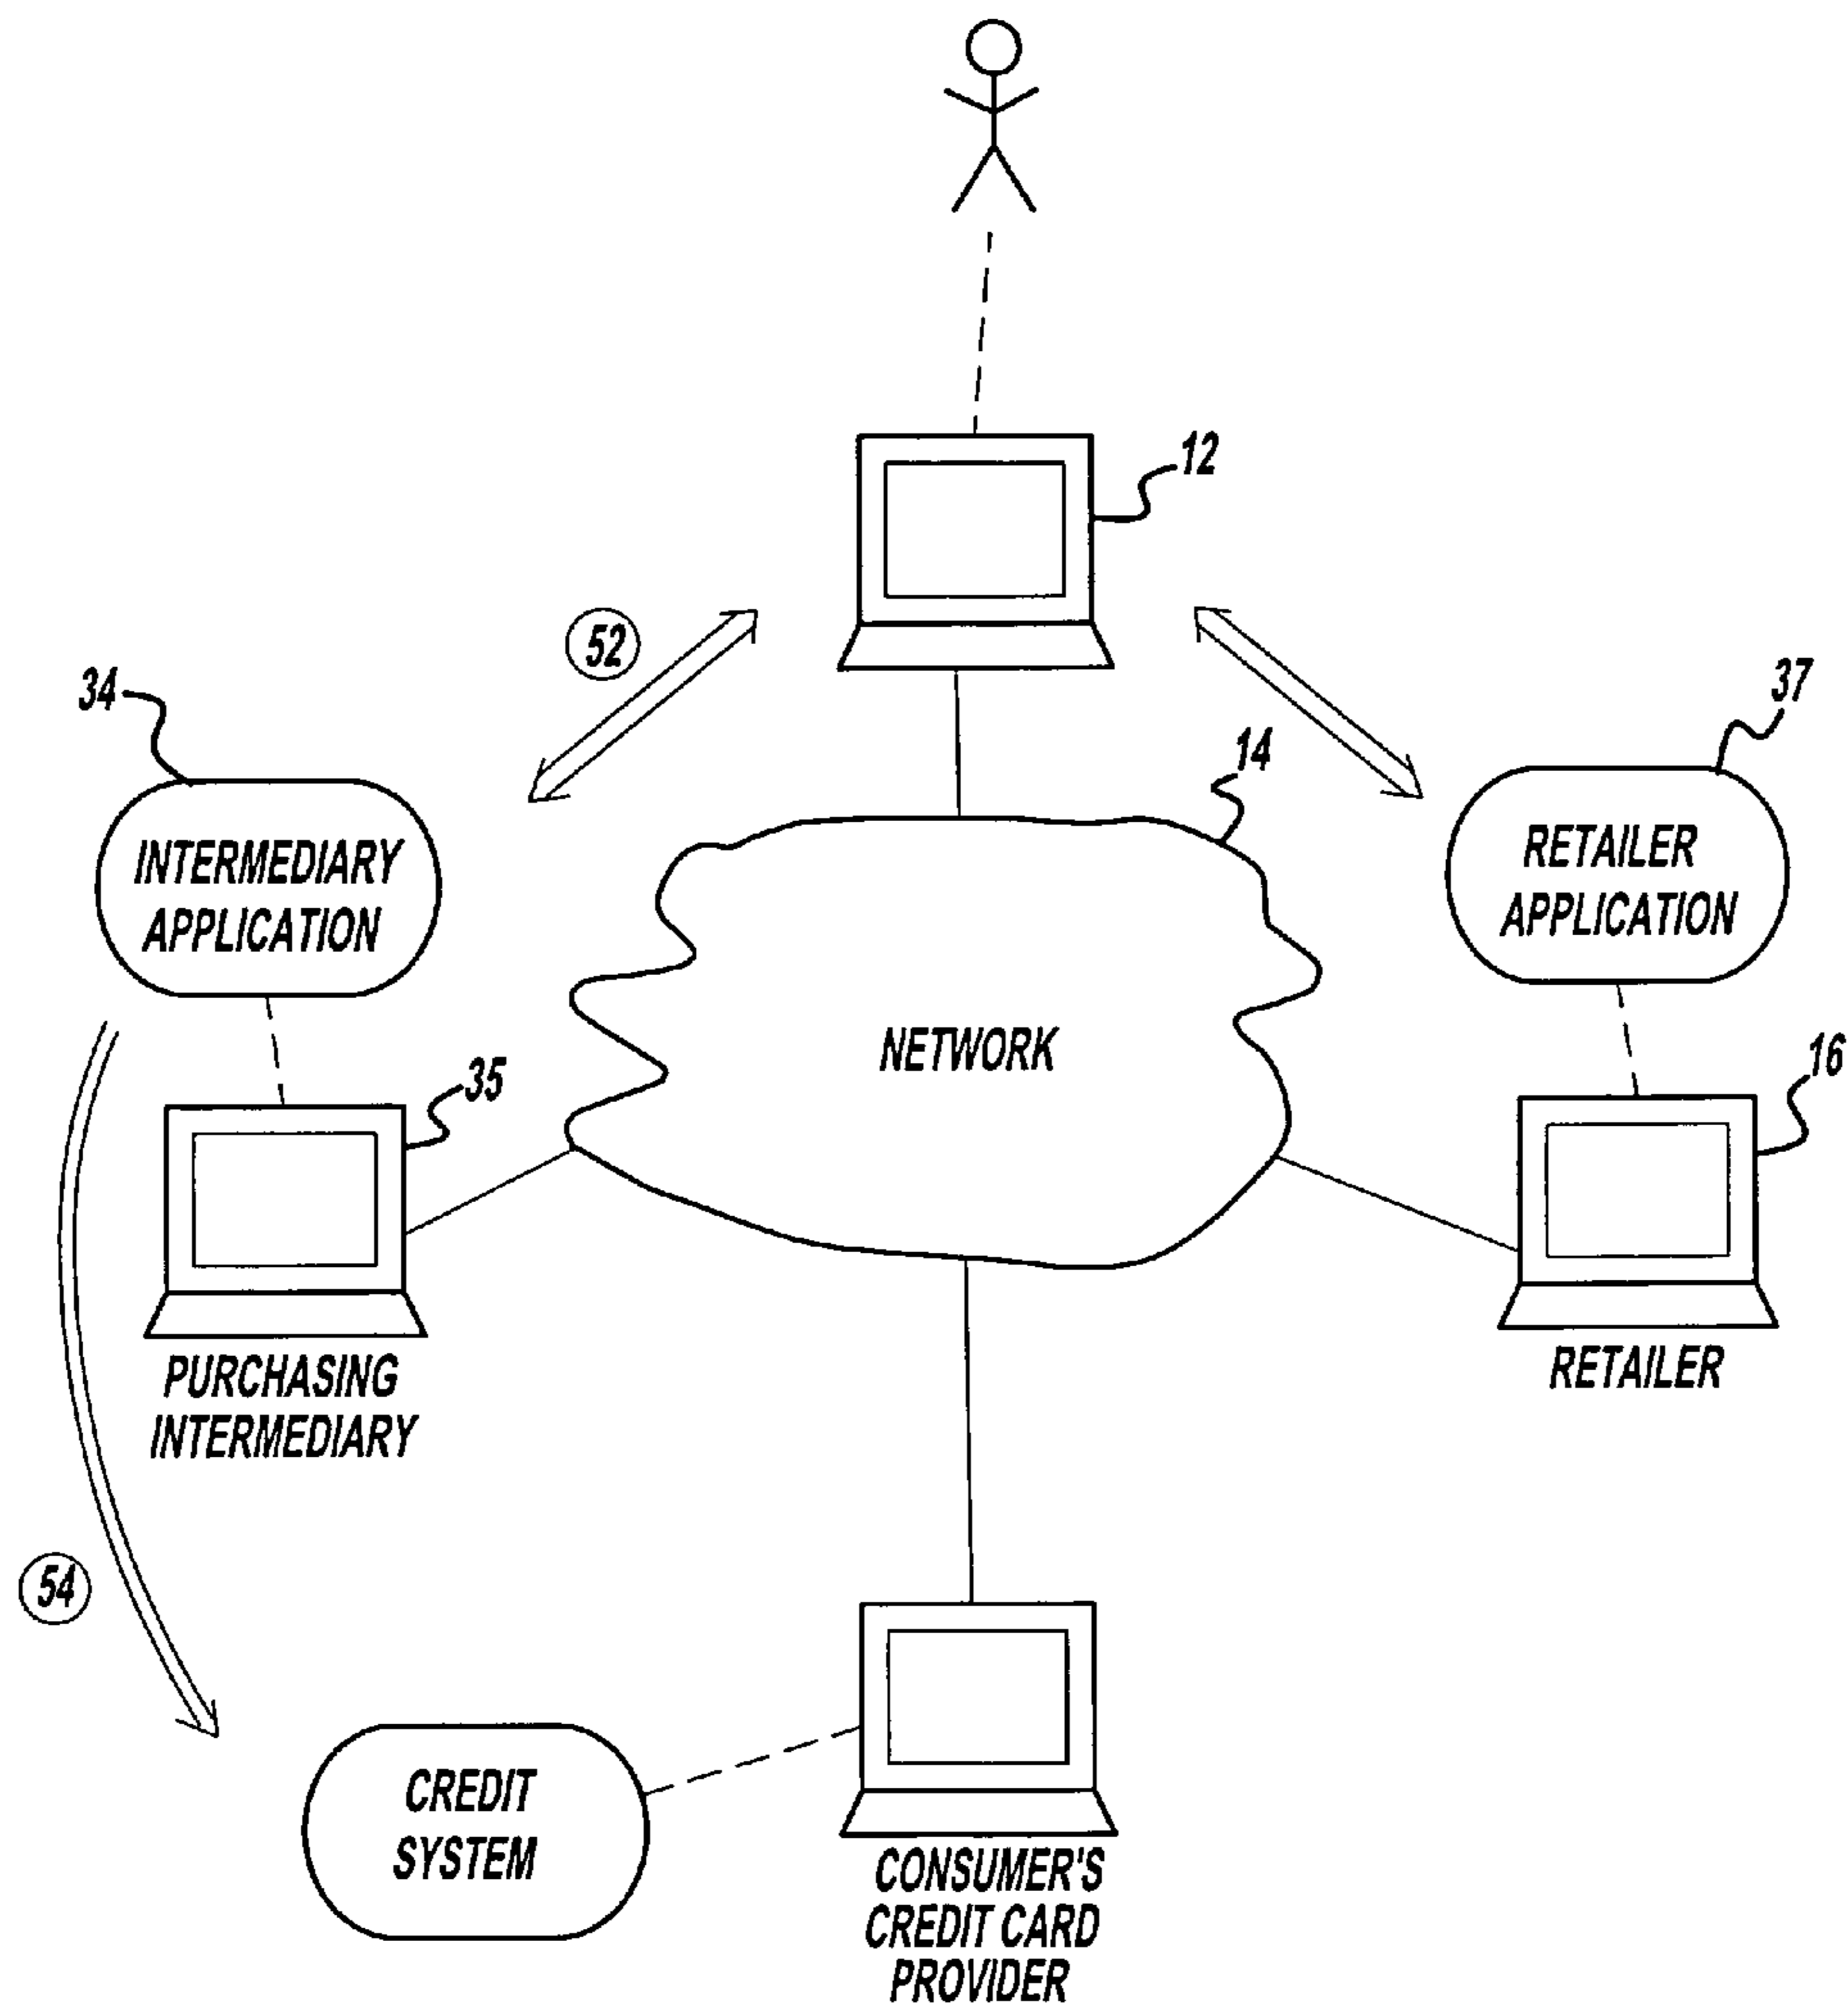 12
52
34
37
14
INTERMEDIARY
APPLICATION
RETAILER
APPLICATION
NETWORK
35
16
PURCHASING
INTERMEDIARY
RETAILER
54
CREDIT
SYSTEM
CONSUMER'S
CREDIT CARD
PROVIDER